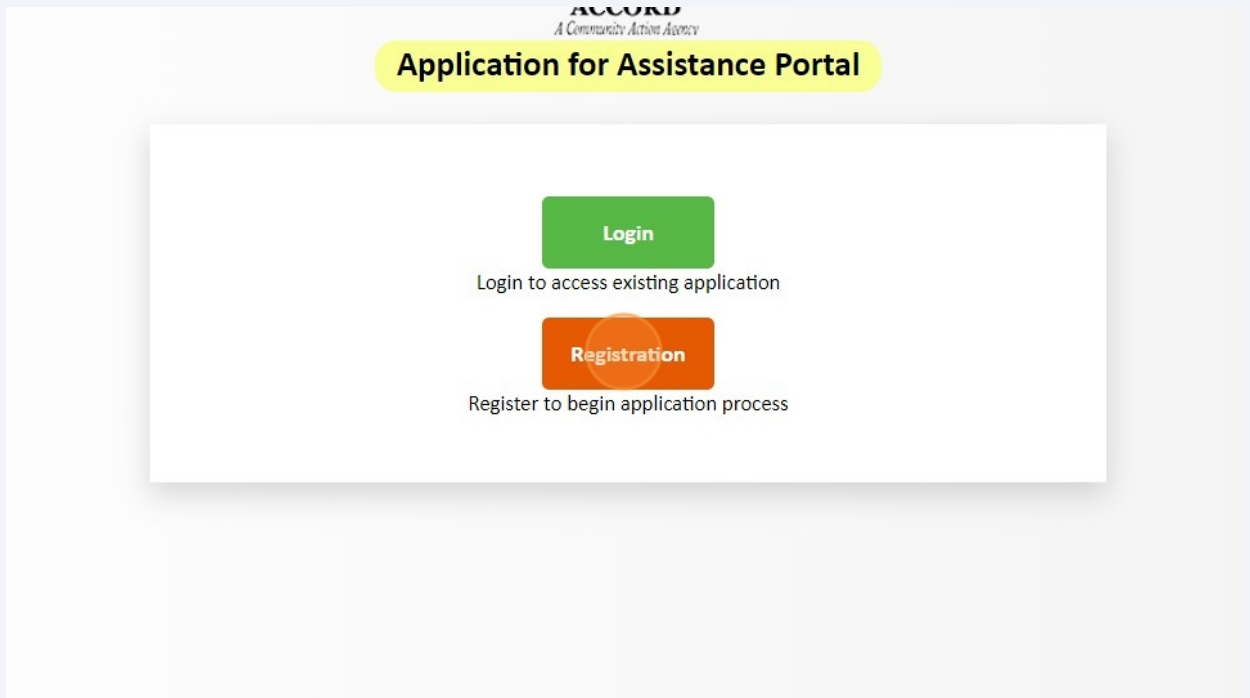 ACCORD
A Community Action Agency
Application for Assistance Portal
Login
Login to access existing application
Registration
Register to begin application process